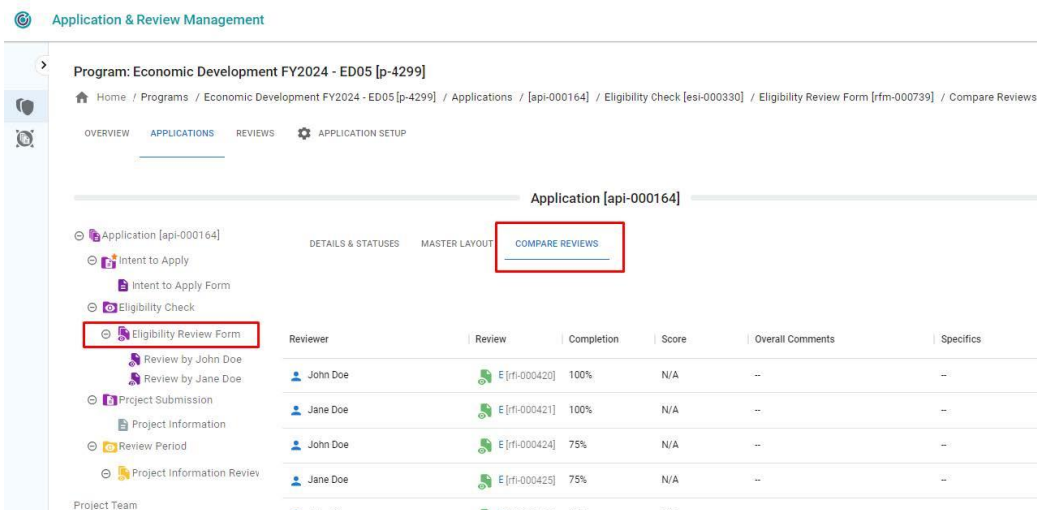 Application & Review Management
Program: Economic Development FY2024 - ED05 [p-4299]
Home / Programs / Economic Development FY2024 - ED05 [p-4299] / Applications / [api-000164] / Eligibility Check [esi-000330] / Eligibility Review Form [rfm-000739] / Compare Reviews
OVERVIEW APPLICATIONS REVIEWS APPLICATION SETUP
Application [api-000164]
DETAILS & STATUSES MASTER LAYOUT COMPARE REVIEWS
Application [api-000164]
Intent to Apply
Intent to Apply Form
Eligibility Check
Eligibility Review Form
Review by John Doe
Review by Jane Doe
Project Submission
Project Information
Review Period
Project Information Review
Project Team
Reviewer Review Completion Score Overall Comments Specifics
John Doe E [rfi-000420] 100% N/A -- --
Jane Doe E [rfi-000421] 100% N/A -- --
John Doe E [rfi-000424] 75% N/A -- --
Jane Doe E [rfi-000425] 75% N/A -- --